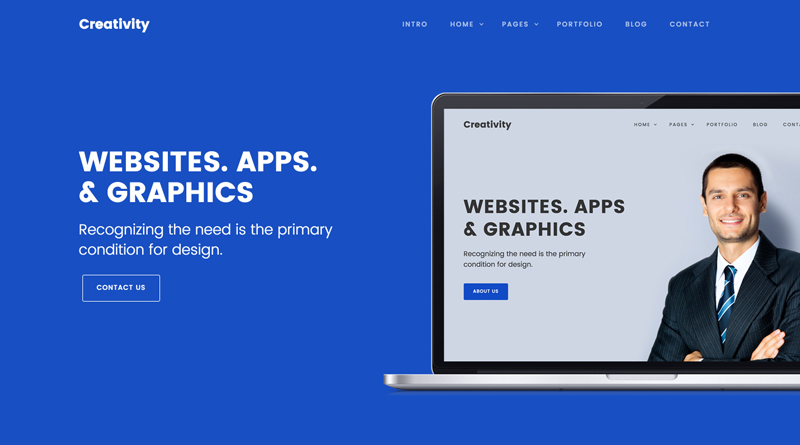 Creativity
INTRO HOME PAGES PORTFOLIO BLOG CONTACT
WEBSITES. APPS.
& GRAPHICS
Recognizing the need is the primary
condition for design.
CONTACT US
Creativity
HOME PAGES PORTFOLIO BLOG
WEBSITES. APPS
& GRAPHICS
Recognizing the need is the primary
condition for design.
ABOUT US